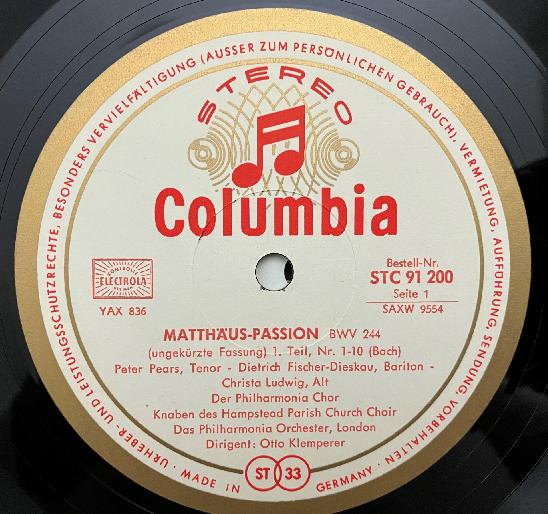 URHEBER- UND LEISTUNGSSCHUTZRECHTE, BESONDERS VERVIELFÄLTIGUNG (AUSSER ZUM PERSÖNLICHEN GEBRAUCH), VERMIETUNG, AUFFÜHRUNG, SENDUNG, VORBEHALTEN ·
STEREO
Columbia
ELECTROLA
YAX 836
Bestell-Nr.
STC 91 200
Seite 1
SAXW 9554
MATTHÄUS-PASSION BWV 244
(ungekürzte Fassung) 1. Teil, Nr. 1-10 (Bach)
Peter Pears, Tenor - Dietrich Fischer-Dieskau, Bariton -
Christa Ludwig, Alt
Der Philharmonia Chor
Knaben des Hampstead Parish Church Choir
Das Philharmonia Orchester, London
Dirigent: Otto Klemperer
· MADE IN GERMANY ·
ST 33